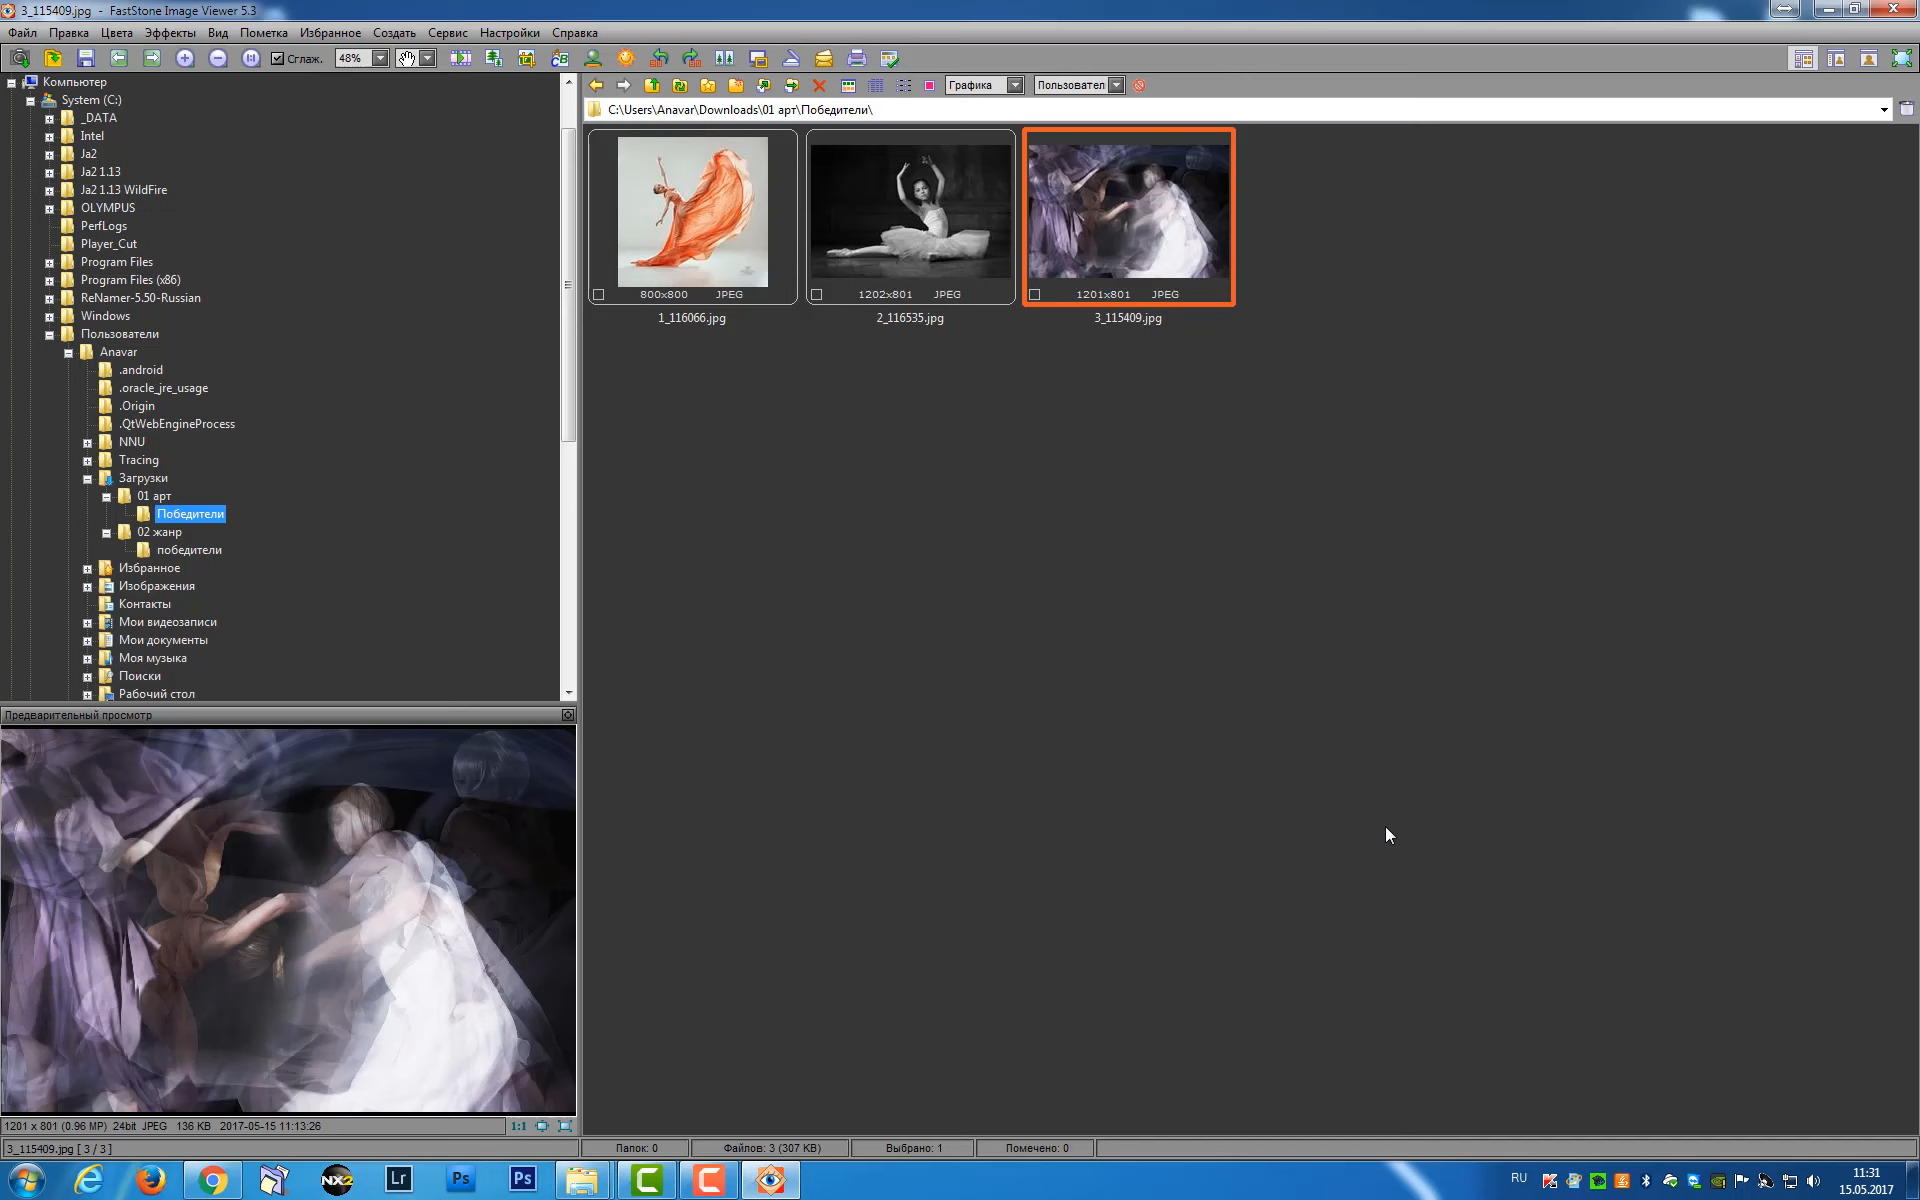 3_115409.jpg - FastStone Image Viewer 5.3
Файл Правка Цвета Эффекты Вид Пометка Избранное Создать Сервис Настройки Справка
Сглаж. 48%
Компьютер
System (C:)
_DATA
Intel
Ja2
Ja2 1.13
Ja2 1.13 WildFire
OLYMPUS
PerfLogs
Player_Cut
Program Files
Program Files (x86)
ReNamer-5.50-Russian
Windows
Пользователи
Anavar
.android
.oracle_jre_usage
.Origin
.QtWebEngineProcess
NNU
Tracing
Загрузки
01 арт
Победители
02 жанр
победители
Избранное
Изображения
Контакты
Мои видеозаписи
Мои документы
Моя музыка
Поиски
Рабочий стол
Графика Пользовател
C:\Users\Anavar\Downloads\01 арт\Победители\
800x800 JPEG
1_116066.jpg
1202x801 JPEG
2_116535.jpg
1201x801 JPEG
3_115409.jpg
Предварительный просмотр
1201 x 801 (0.96 MP) 24bit JPEG 136 KB 2017-05-15 11:13:26 1:1
3_115409.jpg [ 3 / 3 ]
Папок: 0
Файлов: 3 (307 KB)
Выбрано: 1
Помечено: 0
NX2
Lr
Ps
Ps
RU
11:31
15.05.2017